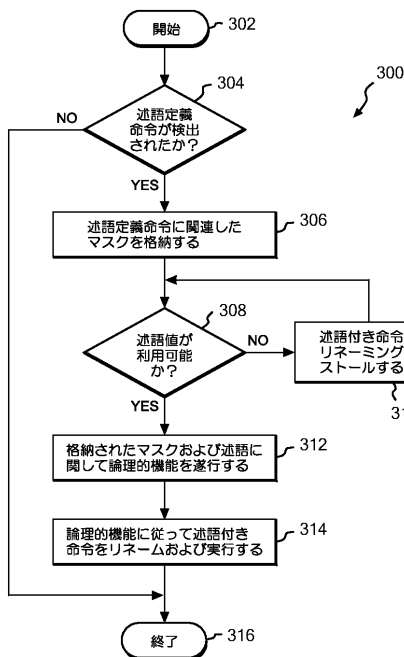 開始
302
304
300
NO
述語定義
命令が検出
されたか？
YES
述語定義命令に関連した
マスクを格納する
306
308
述語値が
利用可能
か？
NO
述語付き命令
リネーミング
ストールする
YES
格納されたマスクおよび述語に
関して論理的機能を遂行する
312
論理的機能に従って述語付き
命令をリネームおよび実行する
314
終了
316